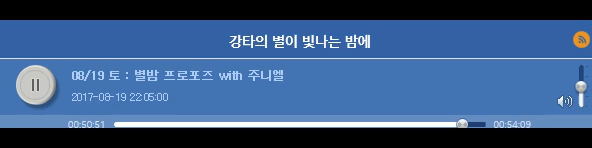 강타의 별이 빛나는 밤에
08/19 토 : 별밤 프로포즈 with 주니엘
2017-08-19 22:05:00
00:50:51 00:54:09